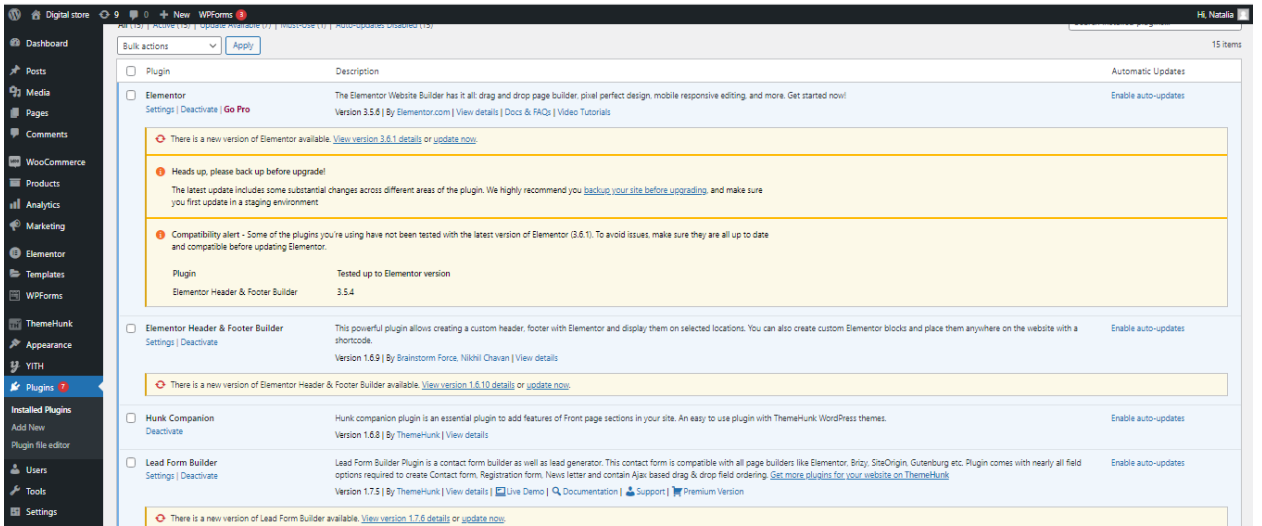 Digital store 9 0 + New WPForms 3 Hi, Natalia
Dashboard
Posts
Media
Pages
Comments
WooCommerce
Products
Analytics
Marketing
Elementor
Templates
WPForms
ThemeHunk
Appearance
YITH
Plugins 7
Installed Plugins
Add New
Plugin file editor
Users
Tools
Settings
All (15) | Active (15) | Update Available (7) | Must-Use (1) | Auto-updates Disabled (15)
Bulk actions Apply 15 items
Plugin Description Automatic Updates
Elementor
Settings | Deactivate | Go Pro
The Elementor Website Builder has it all: drag and drop page builder, pixel perfect design, mobile responsive editing, and more. Get started now!
Version 3.5.6 | By Elementor.com | View details | Docs & FAQs | Video Tutorials
Enable auto-updates
There is a new version of Elementor available. View version 3.6.1 details or update now.
Heads up, please back up before upgrade!
The latest update includes some substantial changes across different areas of the plugin. We highly recommend you backup your site before upgrading, and make sure
you first update in a staging environment
Compatibility alert - Some of the plugins you're using have not been tested with the latest version of Elementor (3.6.1). To avoid issues, make sure they are all up to date
and compatible before updating Elementor.
Plugin Tested up to Elementor version
Elementor Header & Footer Builder 3.5.4
Elementor Header & Footer Builder
Settings | Deactivate
This powerful plugin allows creating a custom header, footer with Elementor and display them on selected locations. You can also create custom Elementor blocks and place them anywhere on the website with a
shortcode.
Version 1.6.9 | By Brainstorm Force, Nikhil Chavan | View details
Enable auto-updates
There is a new version of Elementor Header & Footer Builder available. View version 1.6.10 details or update now.
Hunk Companion
Deactivate
Hunk companion plugin is an essential plugin to add features of Front page sections in your site. An easy to use plugin with ThemeHunk WordPress themes.
Version 1.6.8 | By ThemeHunk | View details
Enable auto-updates
Lead Form Builder
Settings | Deactivate
Lead Form Builder Plugin is a contact form builder as well as lead generator. This contact form is compatible with all page builders like Elementor, Brizy, SiteOrigin, Gutenburg etc. Plugin comes with nearly all field
options required to create Contact form, Registration form, News letter and contain Ajax based drag & drop field ordering. Get more plugins for your website on ThemeHunk
Version 1.7.5 | By ThemeHunk | View details | Live Demo | Documentation | Support | Premium Version
Enable auto-updates
There is a new version of Lead Form Builder available. View version 1.7.6 details or update now.